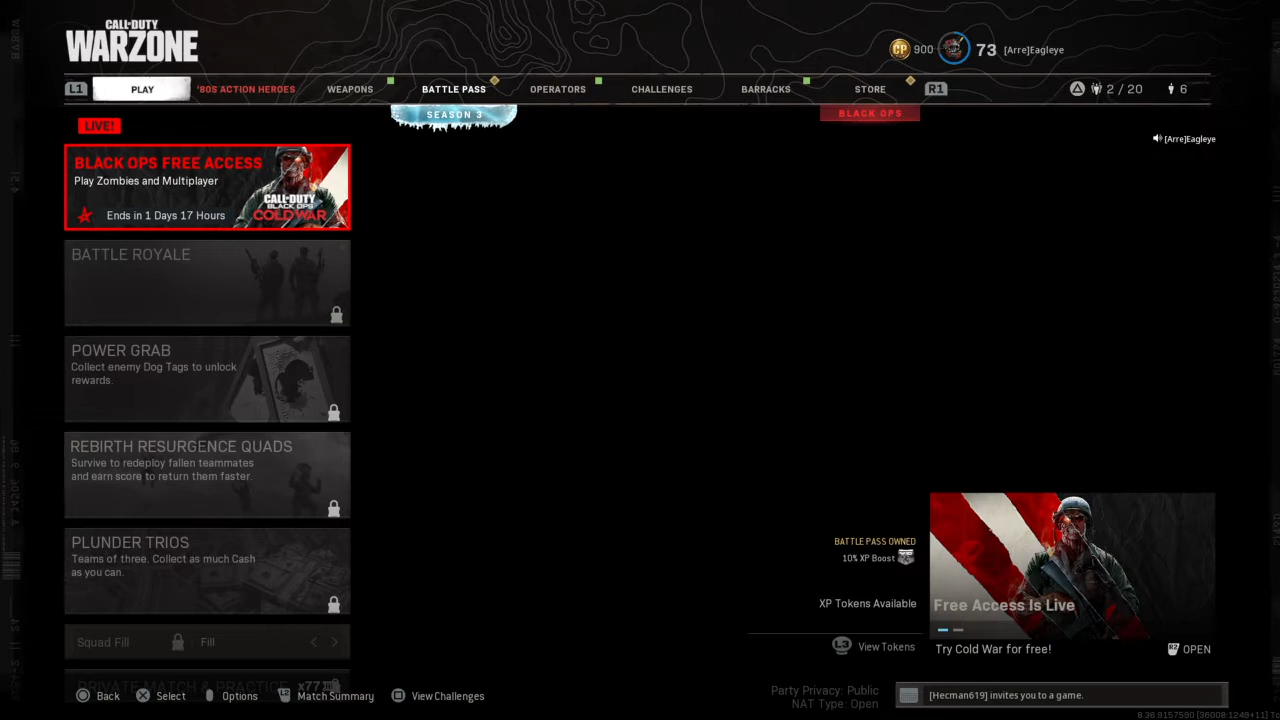 CALL OF DUTY
WARZONE
CP 900 73 [Arre]Eagleye
L1 PLAY '80S ACTION HEROES WEAPONS BATTLE PASS OPERATORS CHALLENGES BARRACKS STORE R1 2 / 20 6
SEASON 3
BLACK OPS
LIVE!
[Arre]Eagleye
BLACK OPS FREE ACCESS
Play Zombies and Multiplayer
Ends in 1 Days 17 Hours
CALL OF DUTY
BLACK OPS
COLD WAR
BATTLE ROYALE
POWER GRAB
Collect enemy Dog Tags to unlock
rewards.
REBIRTH RESURGENCE QUADS
Survive to redeploy fallen teammates
and earn score to return them faster.
PLUNDER TRIOS
Teams of three. Collect as much Cash
as you can.
Squad Fill Fill
PRIVATE MATCH & PRACTICE x77
BATTLE PASS OWNED
10% XP Boost
XP Tokens Available
L3 View Tokens
Free Access Is Live
Try Cold War for free!
R2 OPEN
Back Select Options L2 Match Summary View Challenges
Party Privacy: Public
NAT Type: Open
[Hecman619] invites you to a game.